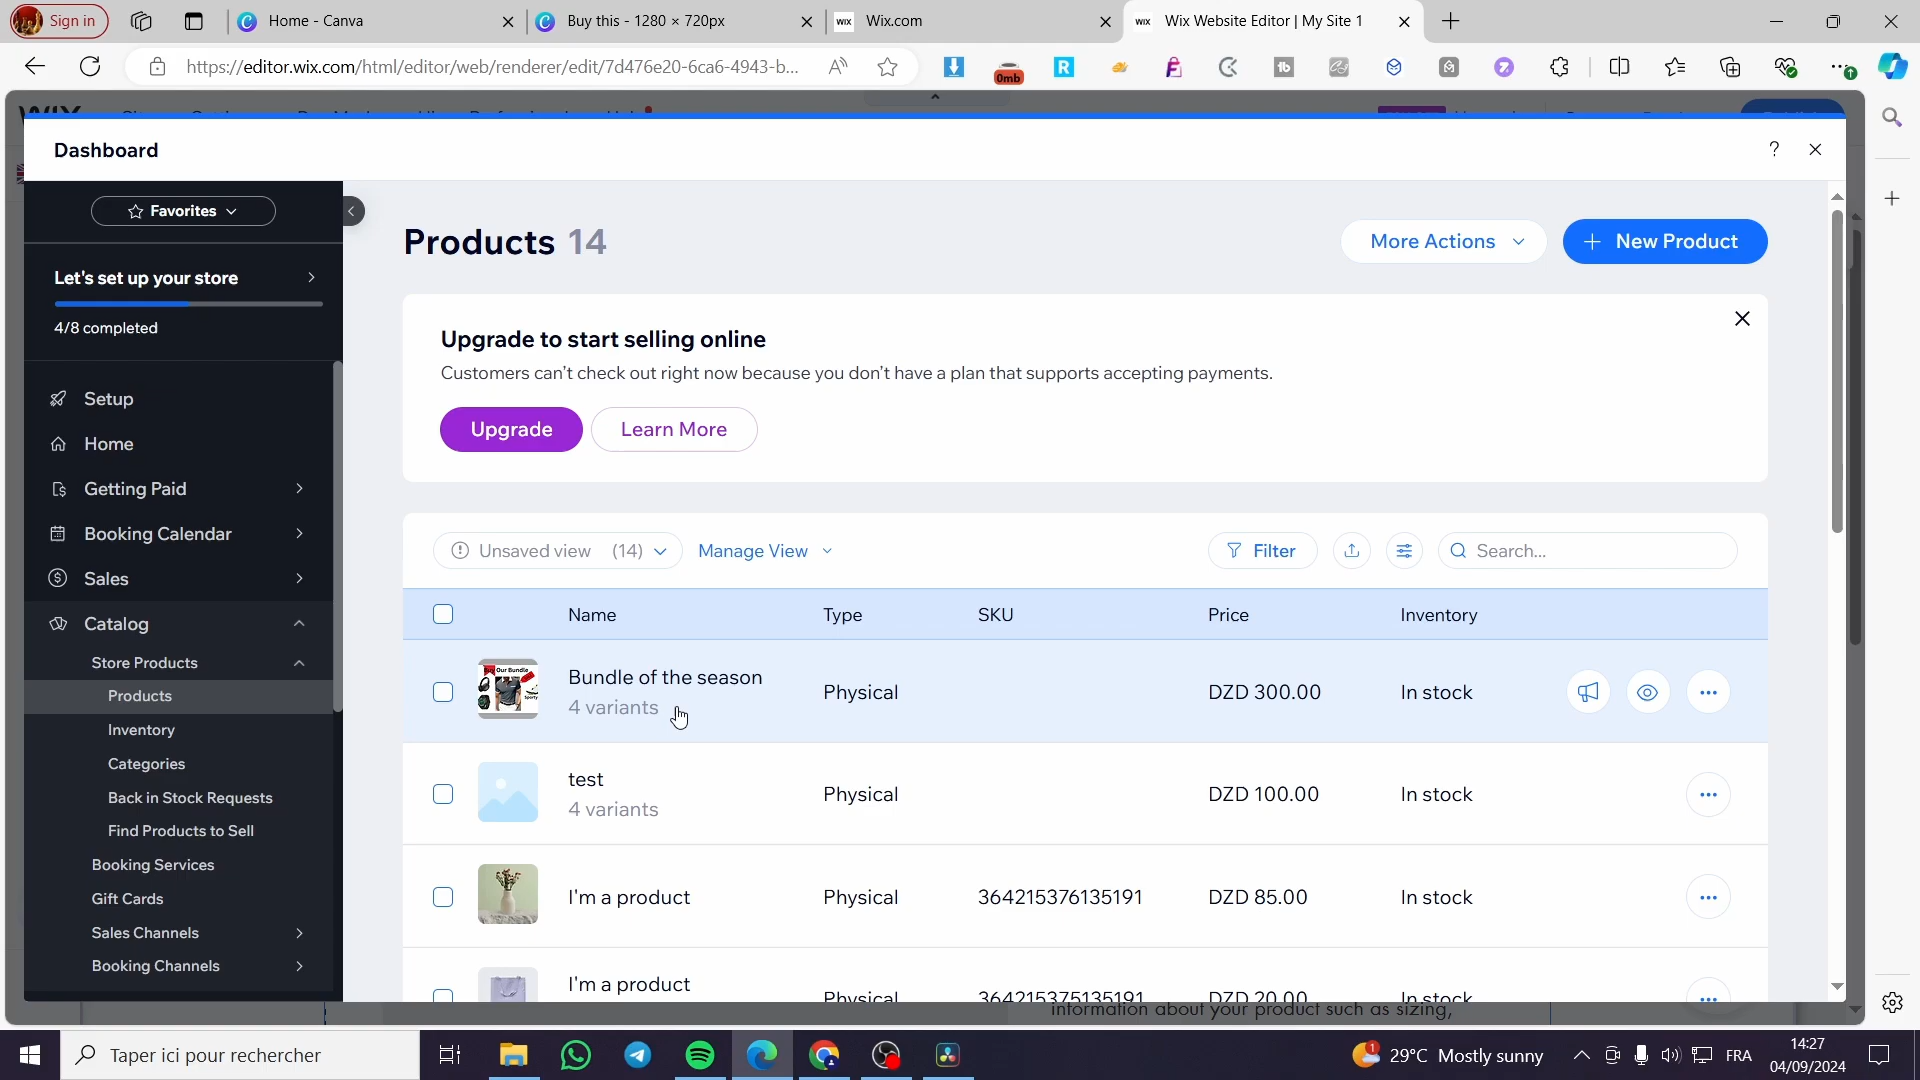 Sign in
Home - Canva
Buy this - 1280 × 720px
WIX
Wix.com
WIX
Wix Website Editor | My Site 1
https://editor.wix.com/html/editor/web/renderer/edit/7d476e20-6ca6-4943-b...
0mb
Dashboard
?
Favorites
Products 14
More Actions
+ New Product
Let's set up your store
4/8 completed
Upgrade to start selling online
Customers can't check out right now because you don't have a plan that supports accepting payments.
Upgrade
Learn More
Setup
Home
Getting Paid
Booking Calendar
Sales
Catalog
Store Products
Products
Inventory
Categories
Back in Stock Requests
Find Products to Sell
Booking Services
Gift Cards
Sales Channels
Booking Channels
Unsaved view (14)
Manage View
Filter
Search...
Name Type SKU Price Inventory
Buy Our Bundle
Bundle of the season
4 variants
Physical DZD 300.00 In stock
test
4 variants
Physical DZD 100.00 In stock
I'm a product Physical 364215376135191 DZD 85.00 In stock
I'm a product
Physical 364215375135191 DZD 20.00 In stock
information about your product such as sizing,
Taper ici pour rechercher
1
29°C Mostly sunny
FRA
14:27
04/09/2024